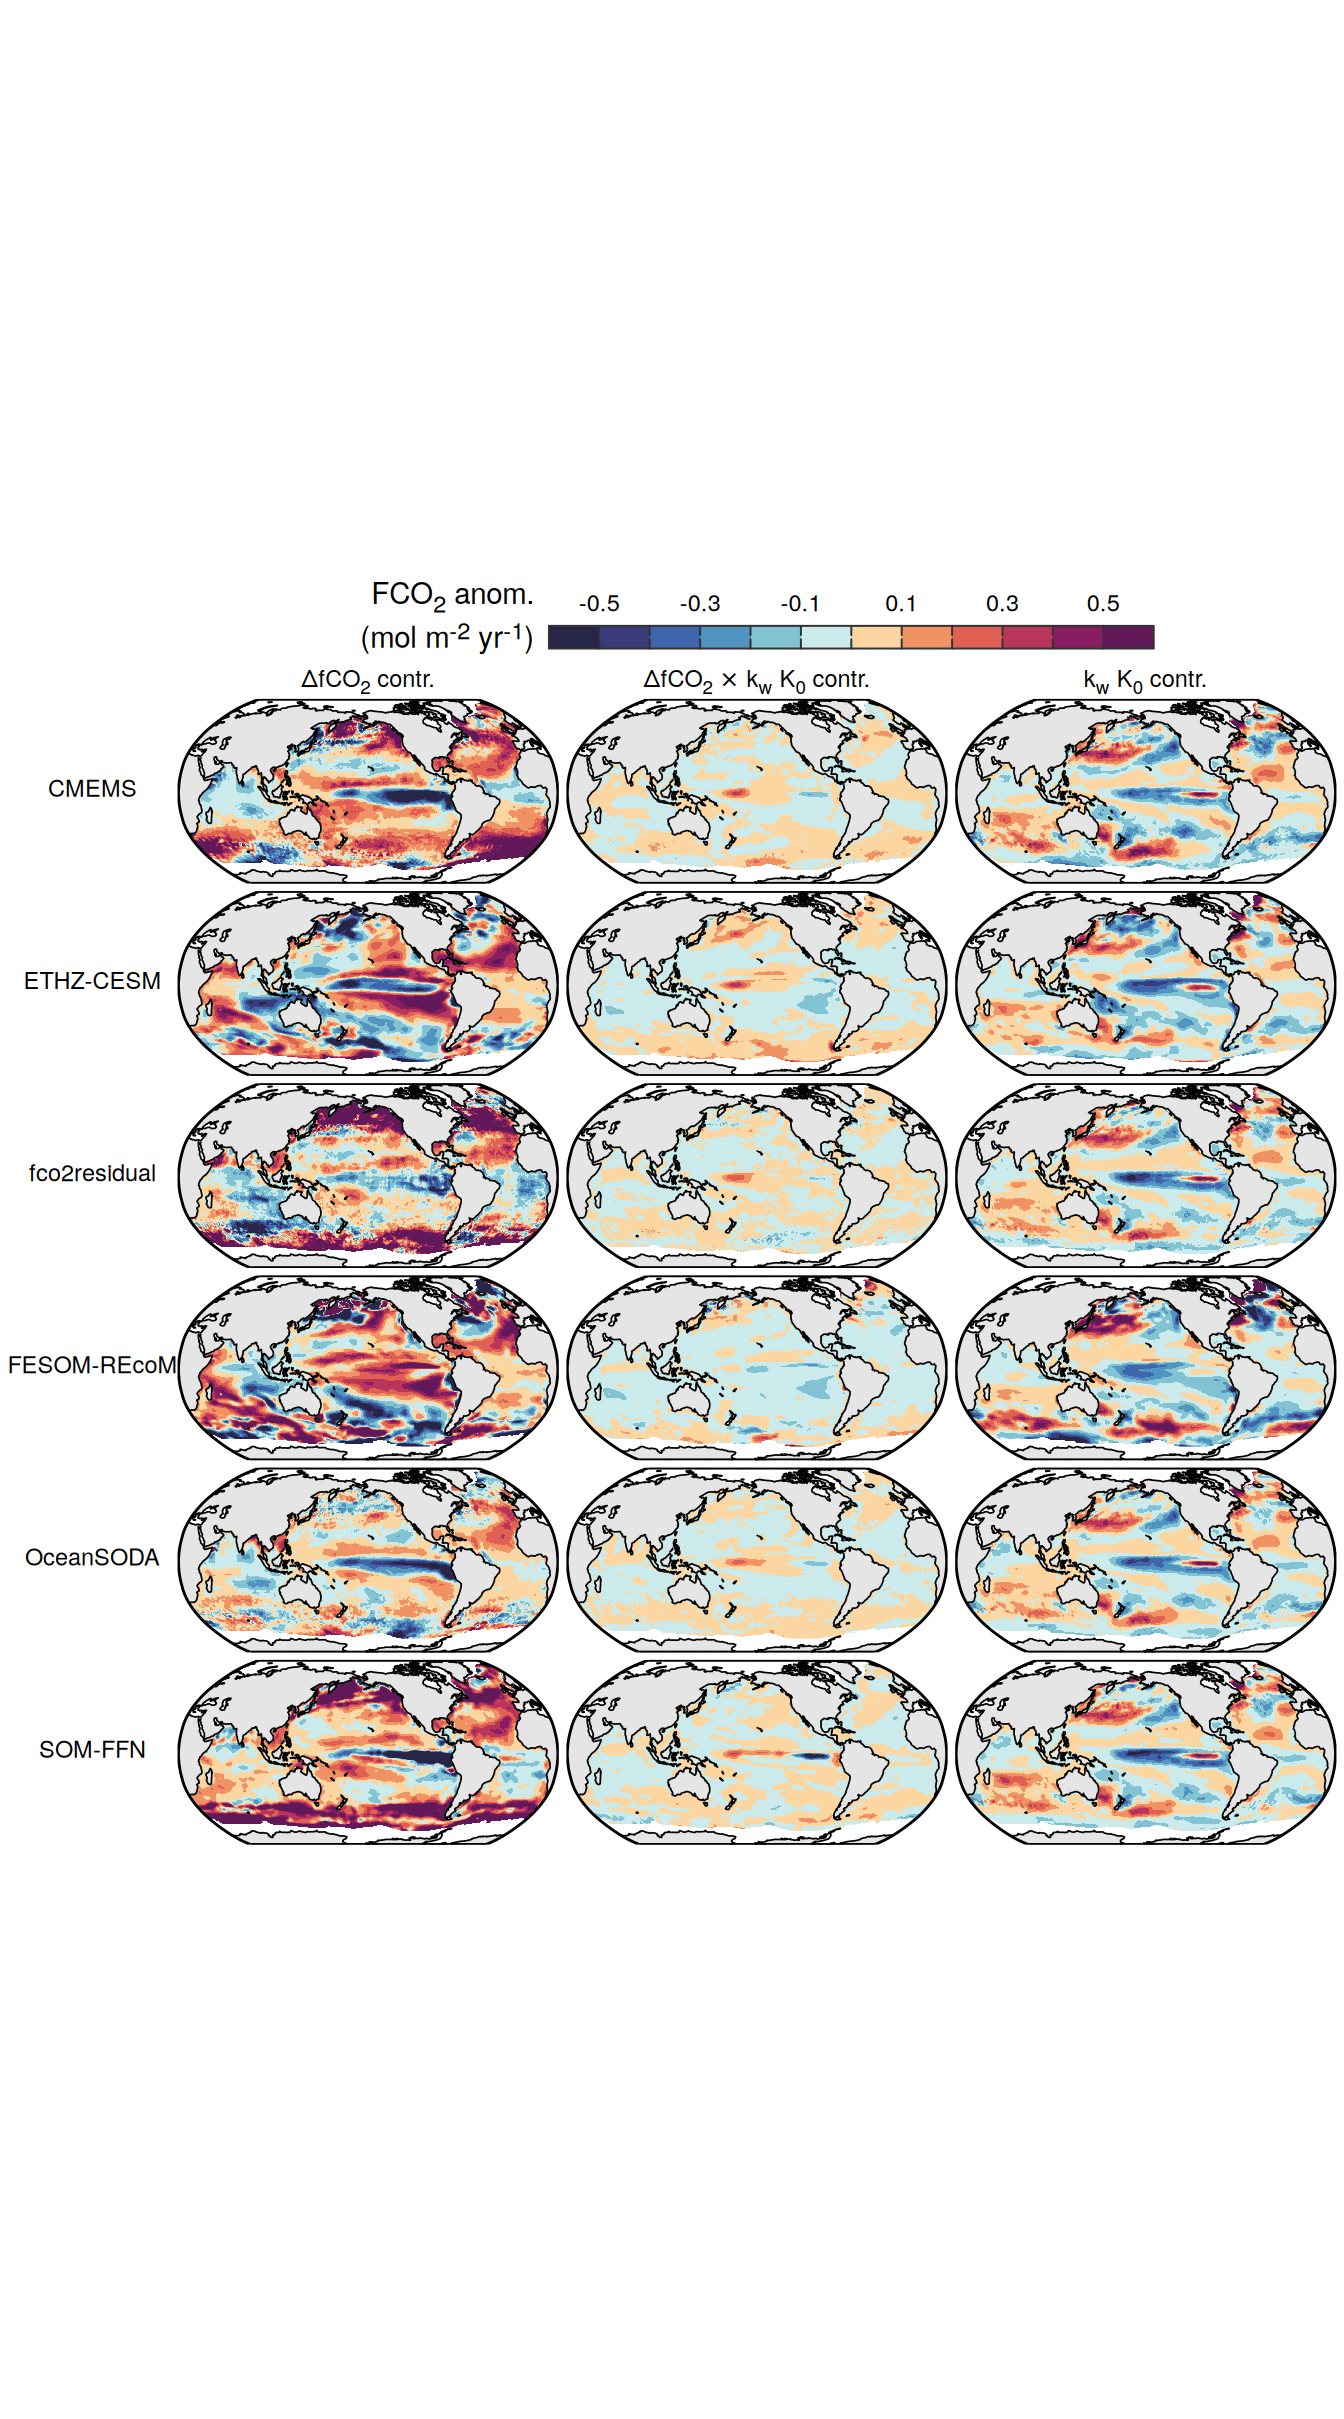 FCO2 anom.
(mol m-2 yr-1)
-0.5 -0.3 -0.1 0.1 0.3 0.5
ΔfCO2 contr. ΔfCO2 × kw K0 contr. kw K0 contr.
CMEMS
ETHZ-CESM
fco2residual
FESOM-REcoM
OceanSODA
SOM-FFN